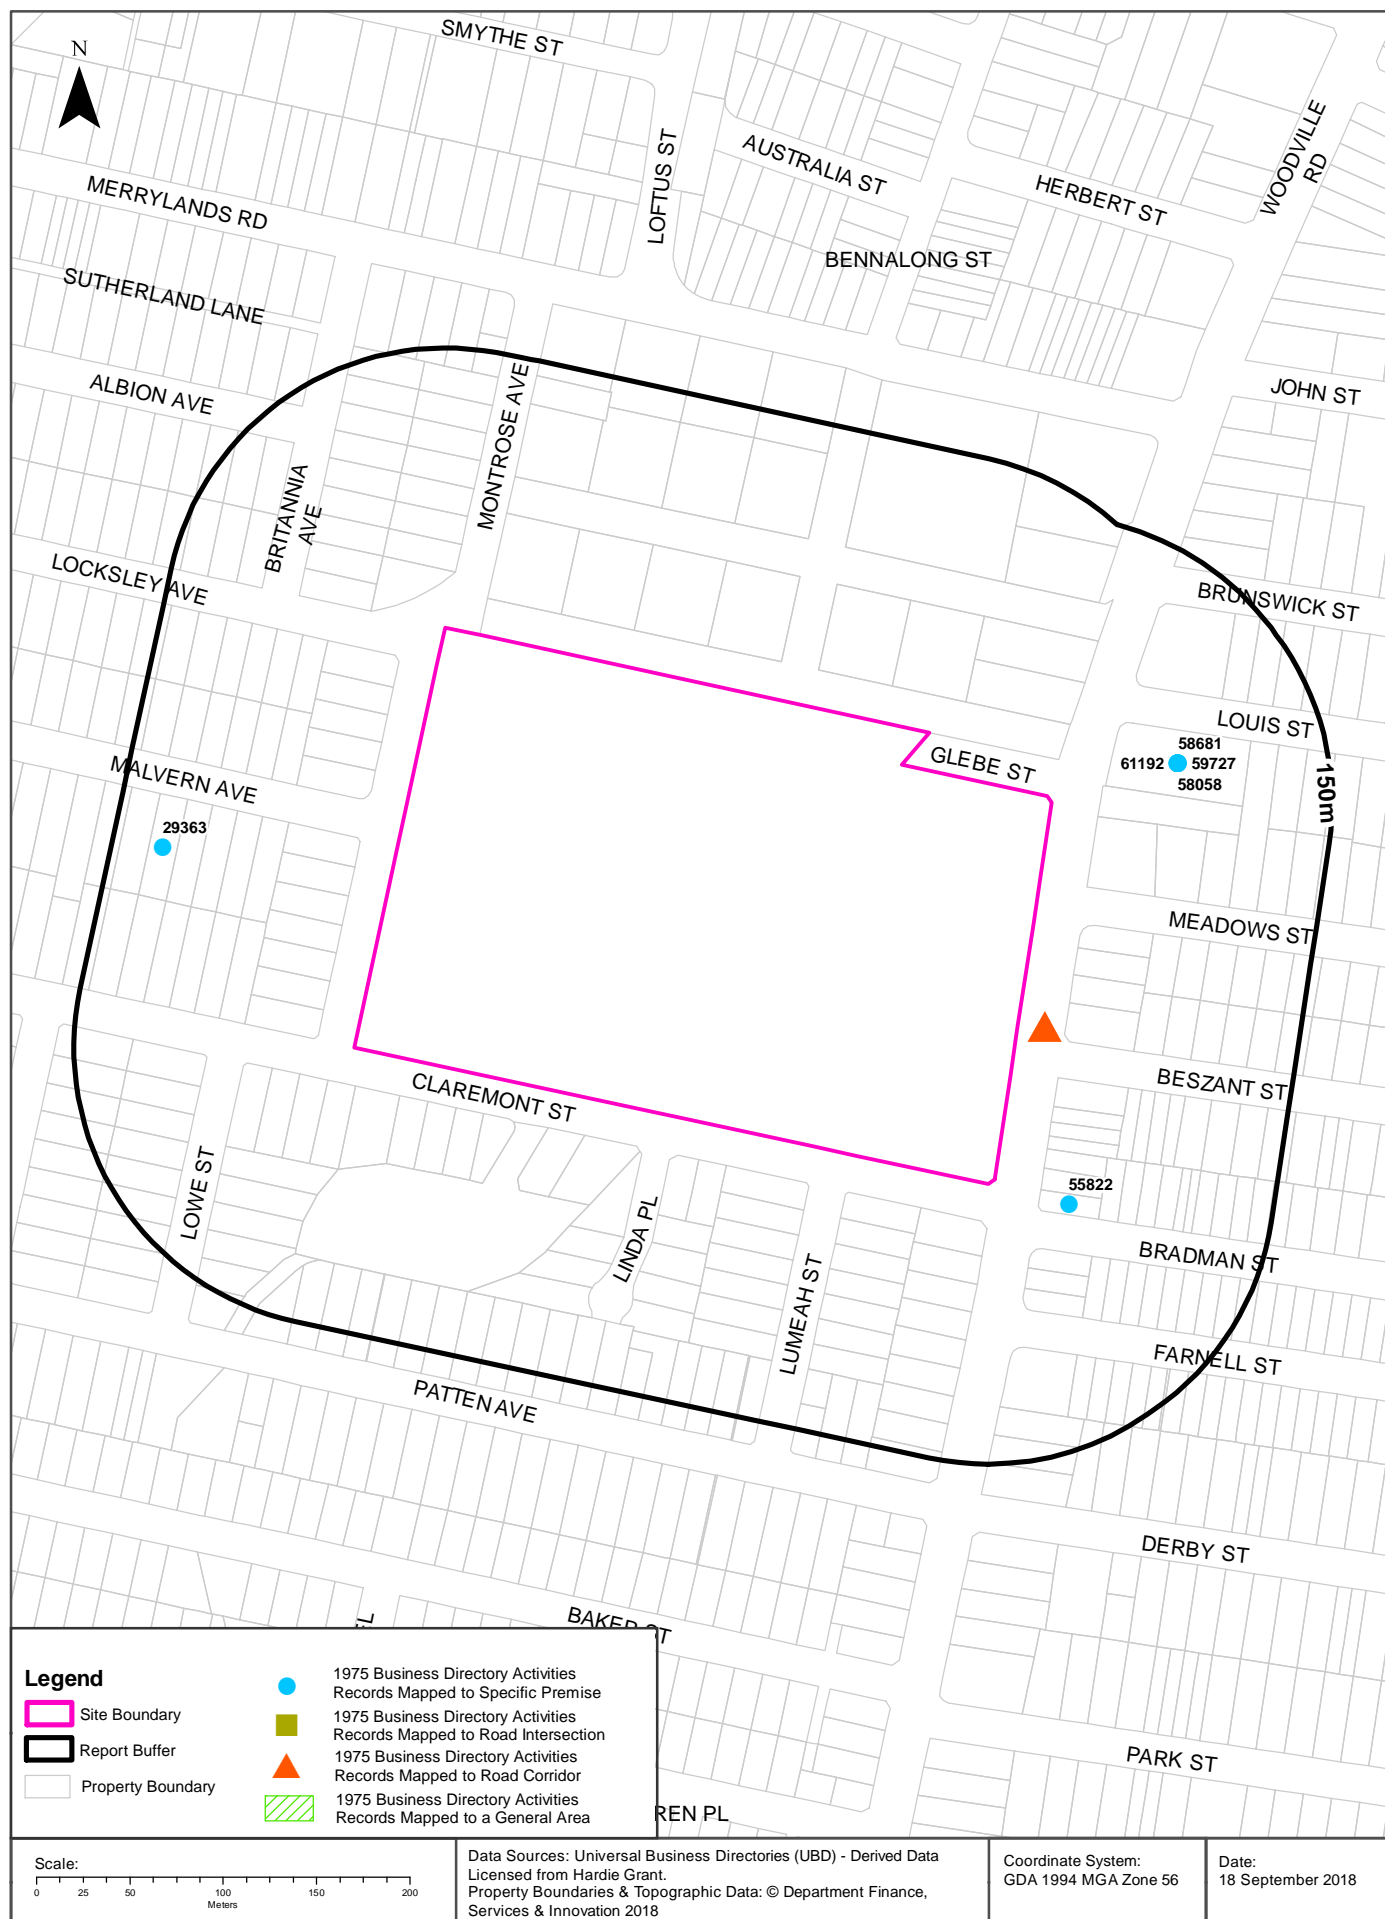 SMYTHE ST
N
WOODVILLE
RD
LOFTUS ST
AUSTRALIA ST
MERRYLANDS RD
HERBERT ST
BENNALONG ST
SUTHERLAND LANE
ALBION AVE
JOHN ST
MONTROSE AVE
BRITANNIA
AVE
LOCKSLEY AVE
BRUNSWICK ST
LOUIS ST
GLEBE ST
58681
61192
59727
58058
150m
MALVERN AVE
29363
MEADOWS ST
BESZANT ST
CLAREMONT ST
LOWE ST
55822
LINDA PL
BRADMAN ST
LUMEAH ST
FARNELL ST
PATTEN AVE
DERBY ST
EL
BAKER ST
PARK ST
REN PL
Legend
Site Boundary
Report Buffer
Property Boundary
1975 Business Directory Activities
Records Mapped to Specific Premise
1975 Business Directory Activities
Records Mapped to Road Intersection
1975 Business Directory Activities
Records Mapped to Road Corridor
1975 Business Directory Activities
Records Mapped to a General Area
Scale:
0 25 50 100 150 200
Meters
Data Sources: Universal Business Directories (UBD) - Derived Data
Licensed from Hardie Grant.
Property Boundaries & Topographic Data: © Department Finance,
Services & Innovation 2018
Coordinate System:
GDA 1994 MGA Zone 56
Date:
18 September 2018